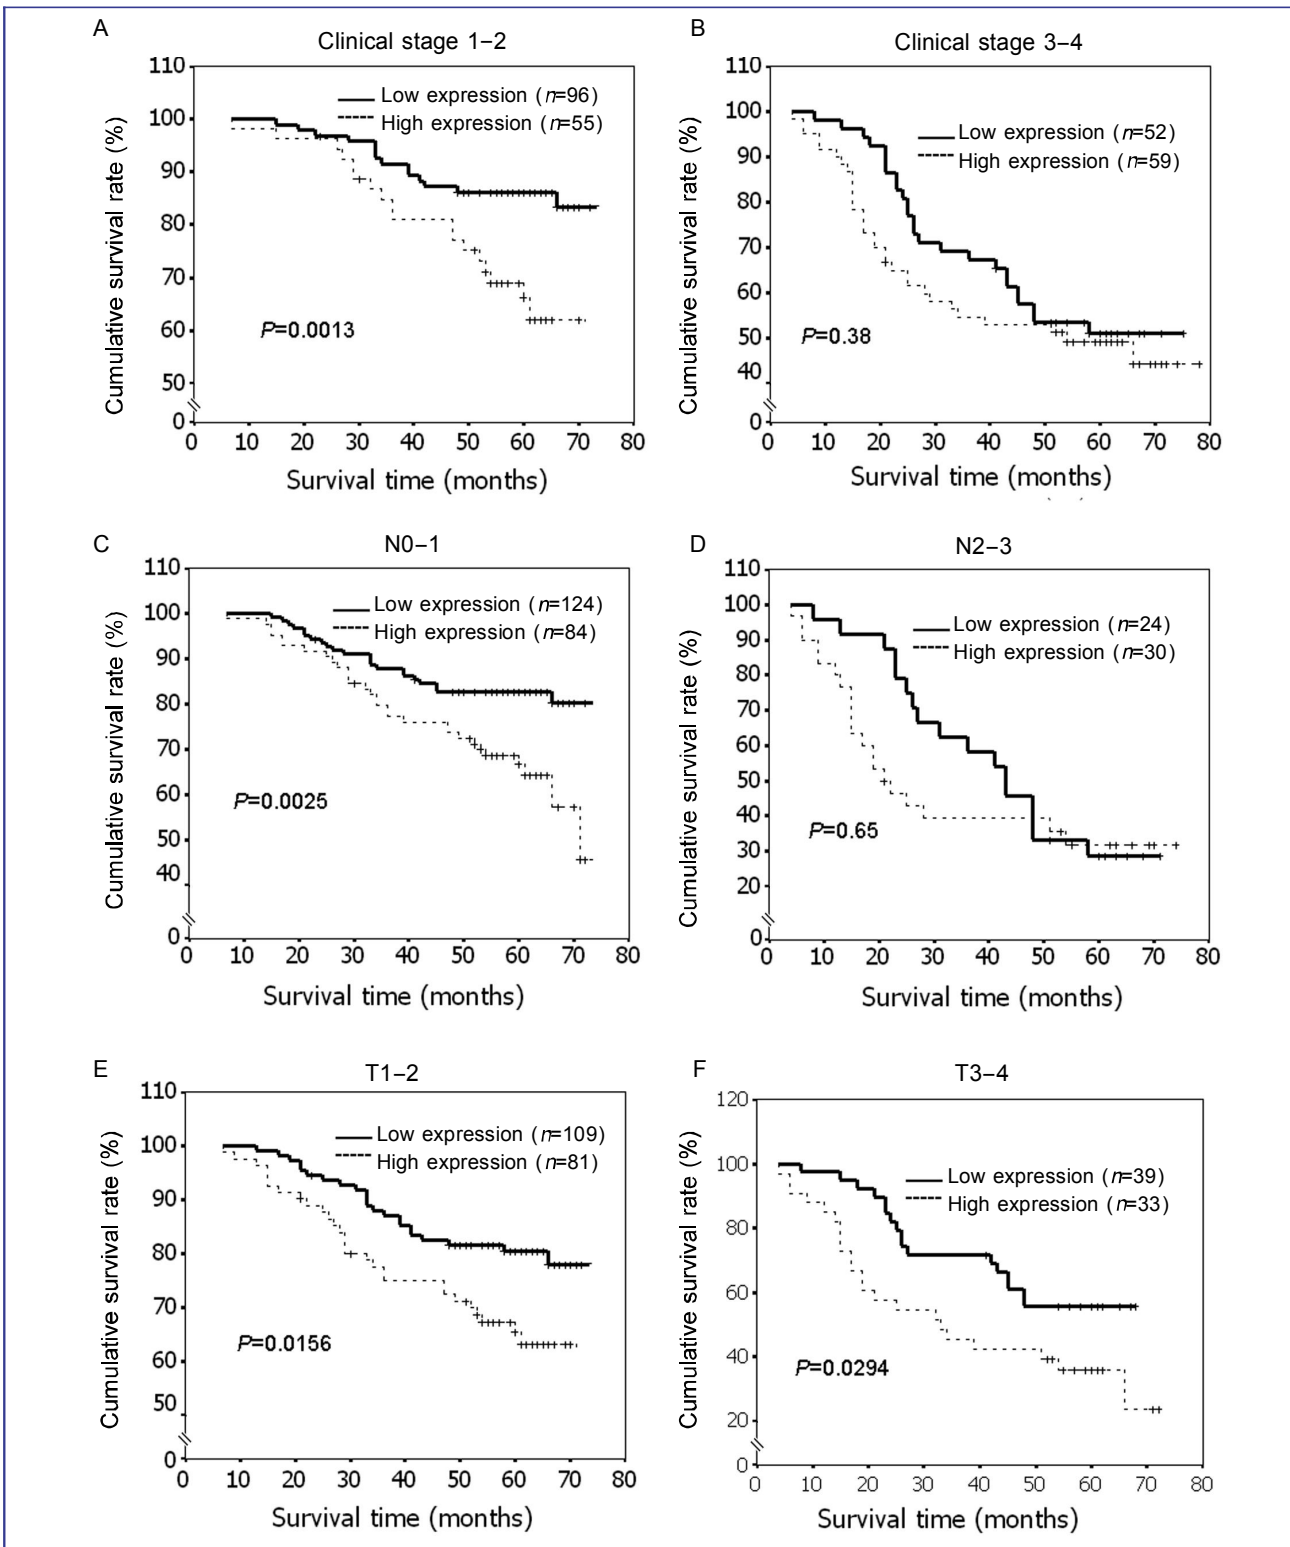 A
Clinical stage 1–2
110
100
90
80
70
60
50
0
Cumulative survival rate (%)
Low expression (n=96)
High expression (n=55)
P=0.0013
0 10 20 30 40 50 60 70 80
Survival time (months)
B
Clinical stage 3–4
110
100
90
80
70
60
50
40
0
Cumulative survival rate (%)
Low expression (n=52)
High expression (n=59)
P=0.38
0 10 20 30 40 50 60 70 80
Survival time (months)
C
N0–1
110
100
90
80
70
60
50
40
0
Cumulative survival rate (%)
Low expression (n=124)
High expression (n=84)
P=0.0025
0 10 20 30 40 50 60 70 80
Survival time (months)
D
N2–3
110
100
90
80
70
60
50
40
30
20
0
Cumulative survival rate (%)
Low expression (n=24)
High expression (n=30)
P=0.65
0 10 20 30 40 50 60 70 80
Survival time (months)
E
T1–2
110
100
90
80
70
60
50
0
Cumulative survival rate (%)
Low expression (n=109)
High expression (n=81)
P=0.0156
0 10 20 30 40 50 60 70 80
Survival time (months)
F
T3–4
120
100
80
60
40
20
0
Cumulative survival rate (%)
Low expression (n=39)
High expression (n=33)
P=0.0294
0 10 20 30 40 50 60 70 80
Survival time (months)